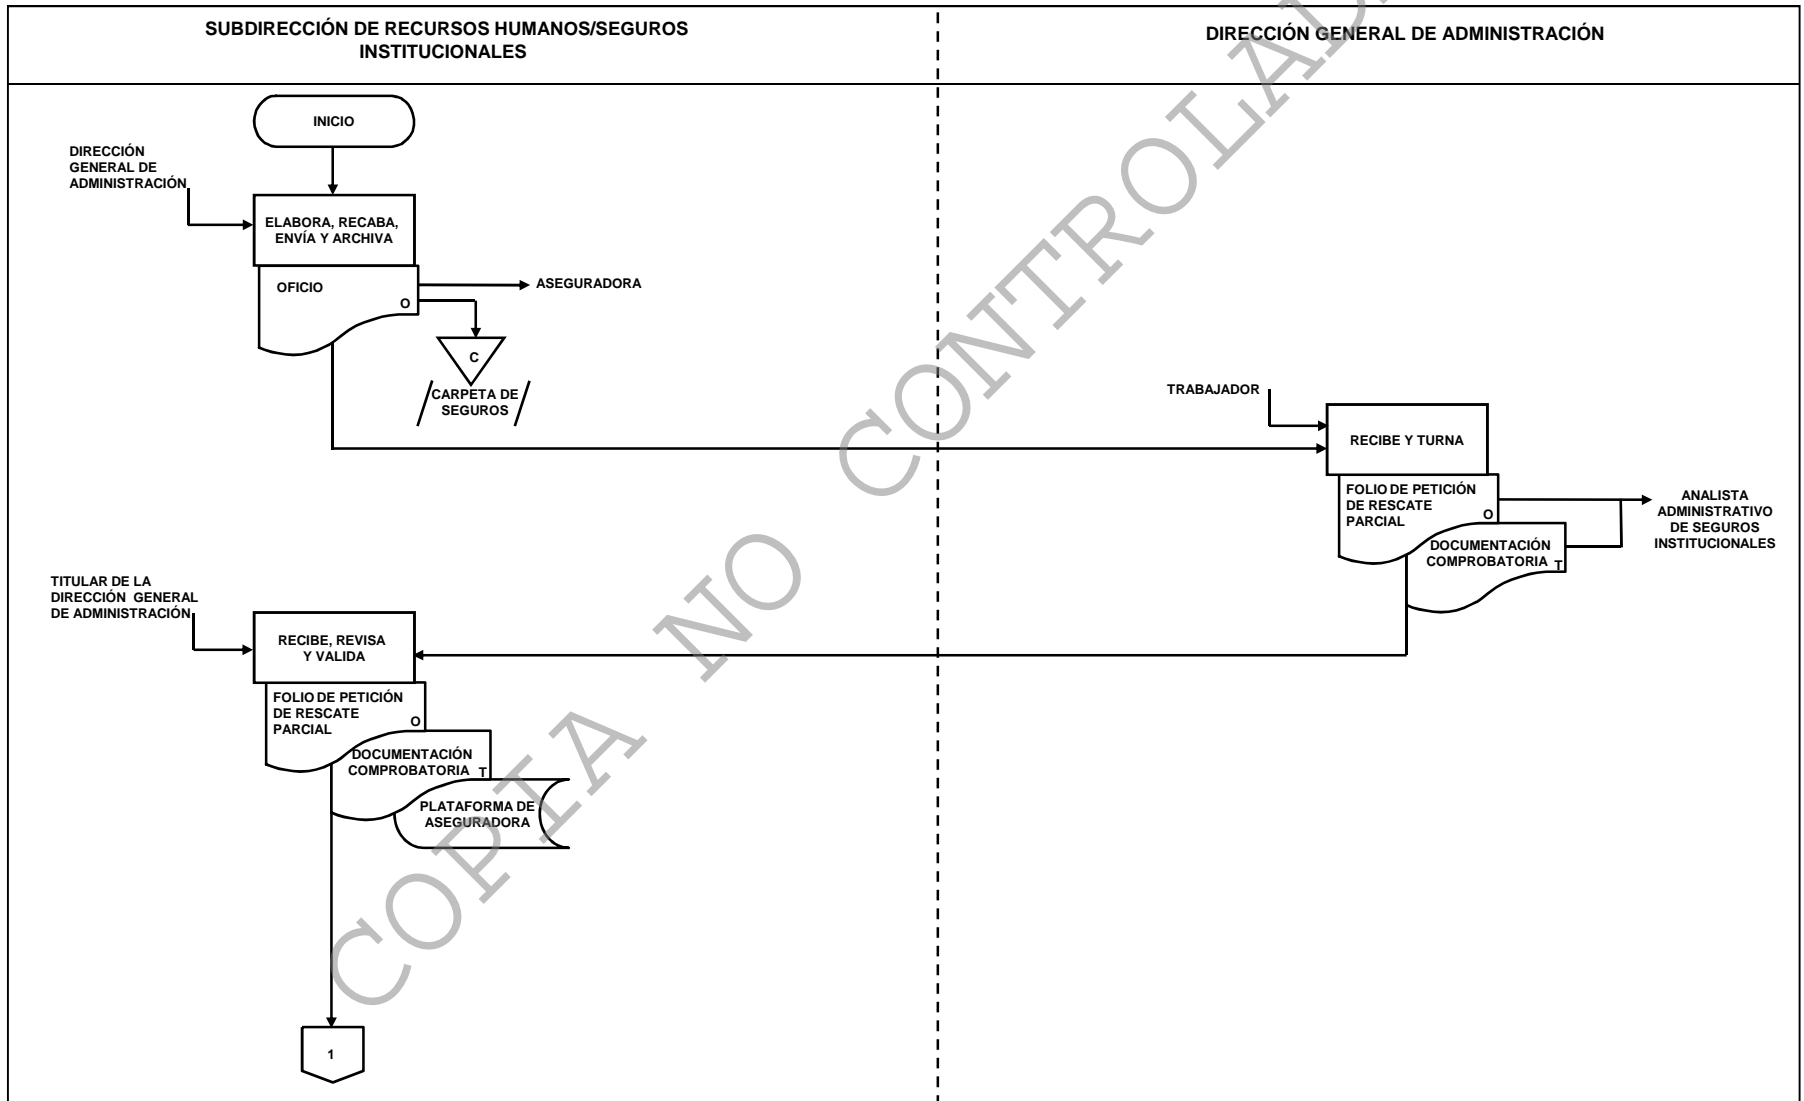 SUBDIRECCIÓN DE RECURSOS HUMANOS/SEGUROS
INSTITUCIONALES
DIRECCIÓN GENERAL DE ADMINISTRACIÓN
INICIO
DIRECCIÓN
GENERAL DE
ADMINISTRACIÓN
ELABORA, RECABA,
ENVÍA Y ARCHIVA
OFICIO
O
ASEGURADORA
C
CARPETA DE
SEGUROS
TRABAJADOR
RECIBE Y TURNA
FOLIO DE PETICIÓN
DE RESCATE
PARCIAL
O
DOCUMENTACIÓN
COMPROBATORIA
T
ANALISTA
ADMINISTRATIVO
DE SEGUROS
INSTITUCIONALES
TITULAR DE LA
DIRECCIÓN GENERAL
DE ADMINISTRACIÓN
RECIBE, REVISA
Y VALIDA
FOLIO DE PETICIÓN
DE RESCATE
PARCIAL
O
DOCUMENTACIÓN
COMPROBATORIA
T
PLATAFORMA DE
ASEGURADORA
1
COPIA NO CONTROLAD